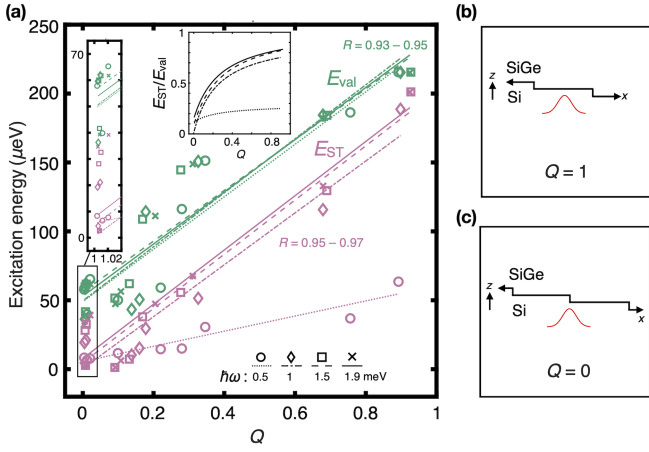 (a)
250
200
150
100
50
0
Excitation energy (μeV)
0
0.2
0.4
0.6
0.8
1
Q
70
0
1
1.02
E_ST/E_val
1
0.5
0
0
0.4
0.8
Q
R = 0.93 − 0.95
E_val
E_ST
R = 0.95 − 0.97
ħω :
0.5
1
1.5
1.9 meV
(b)
SiGe
z
Si
x
Q = 1
(c)
SiGe
z
Si
x
Q = 0